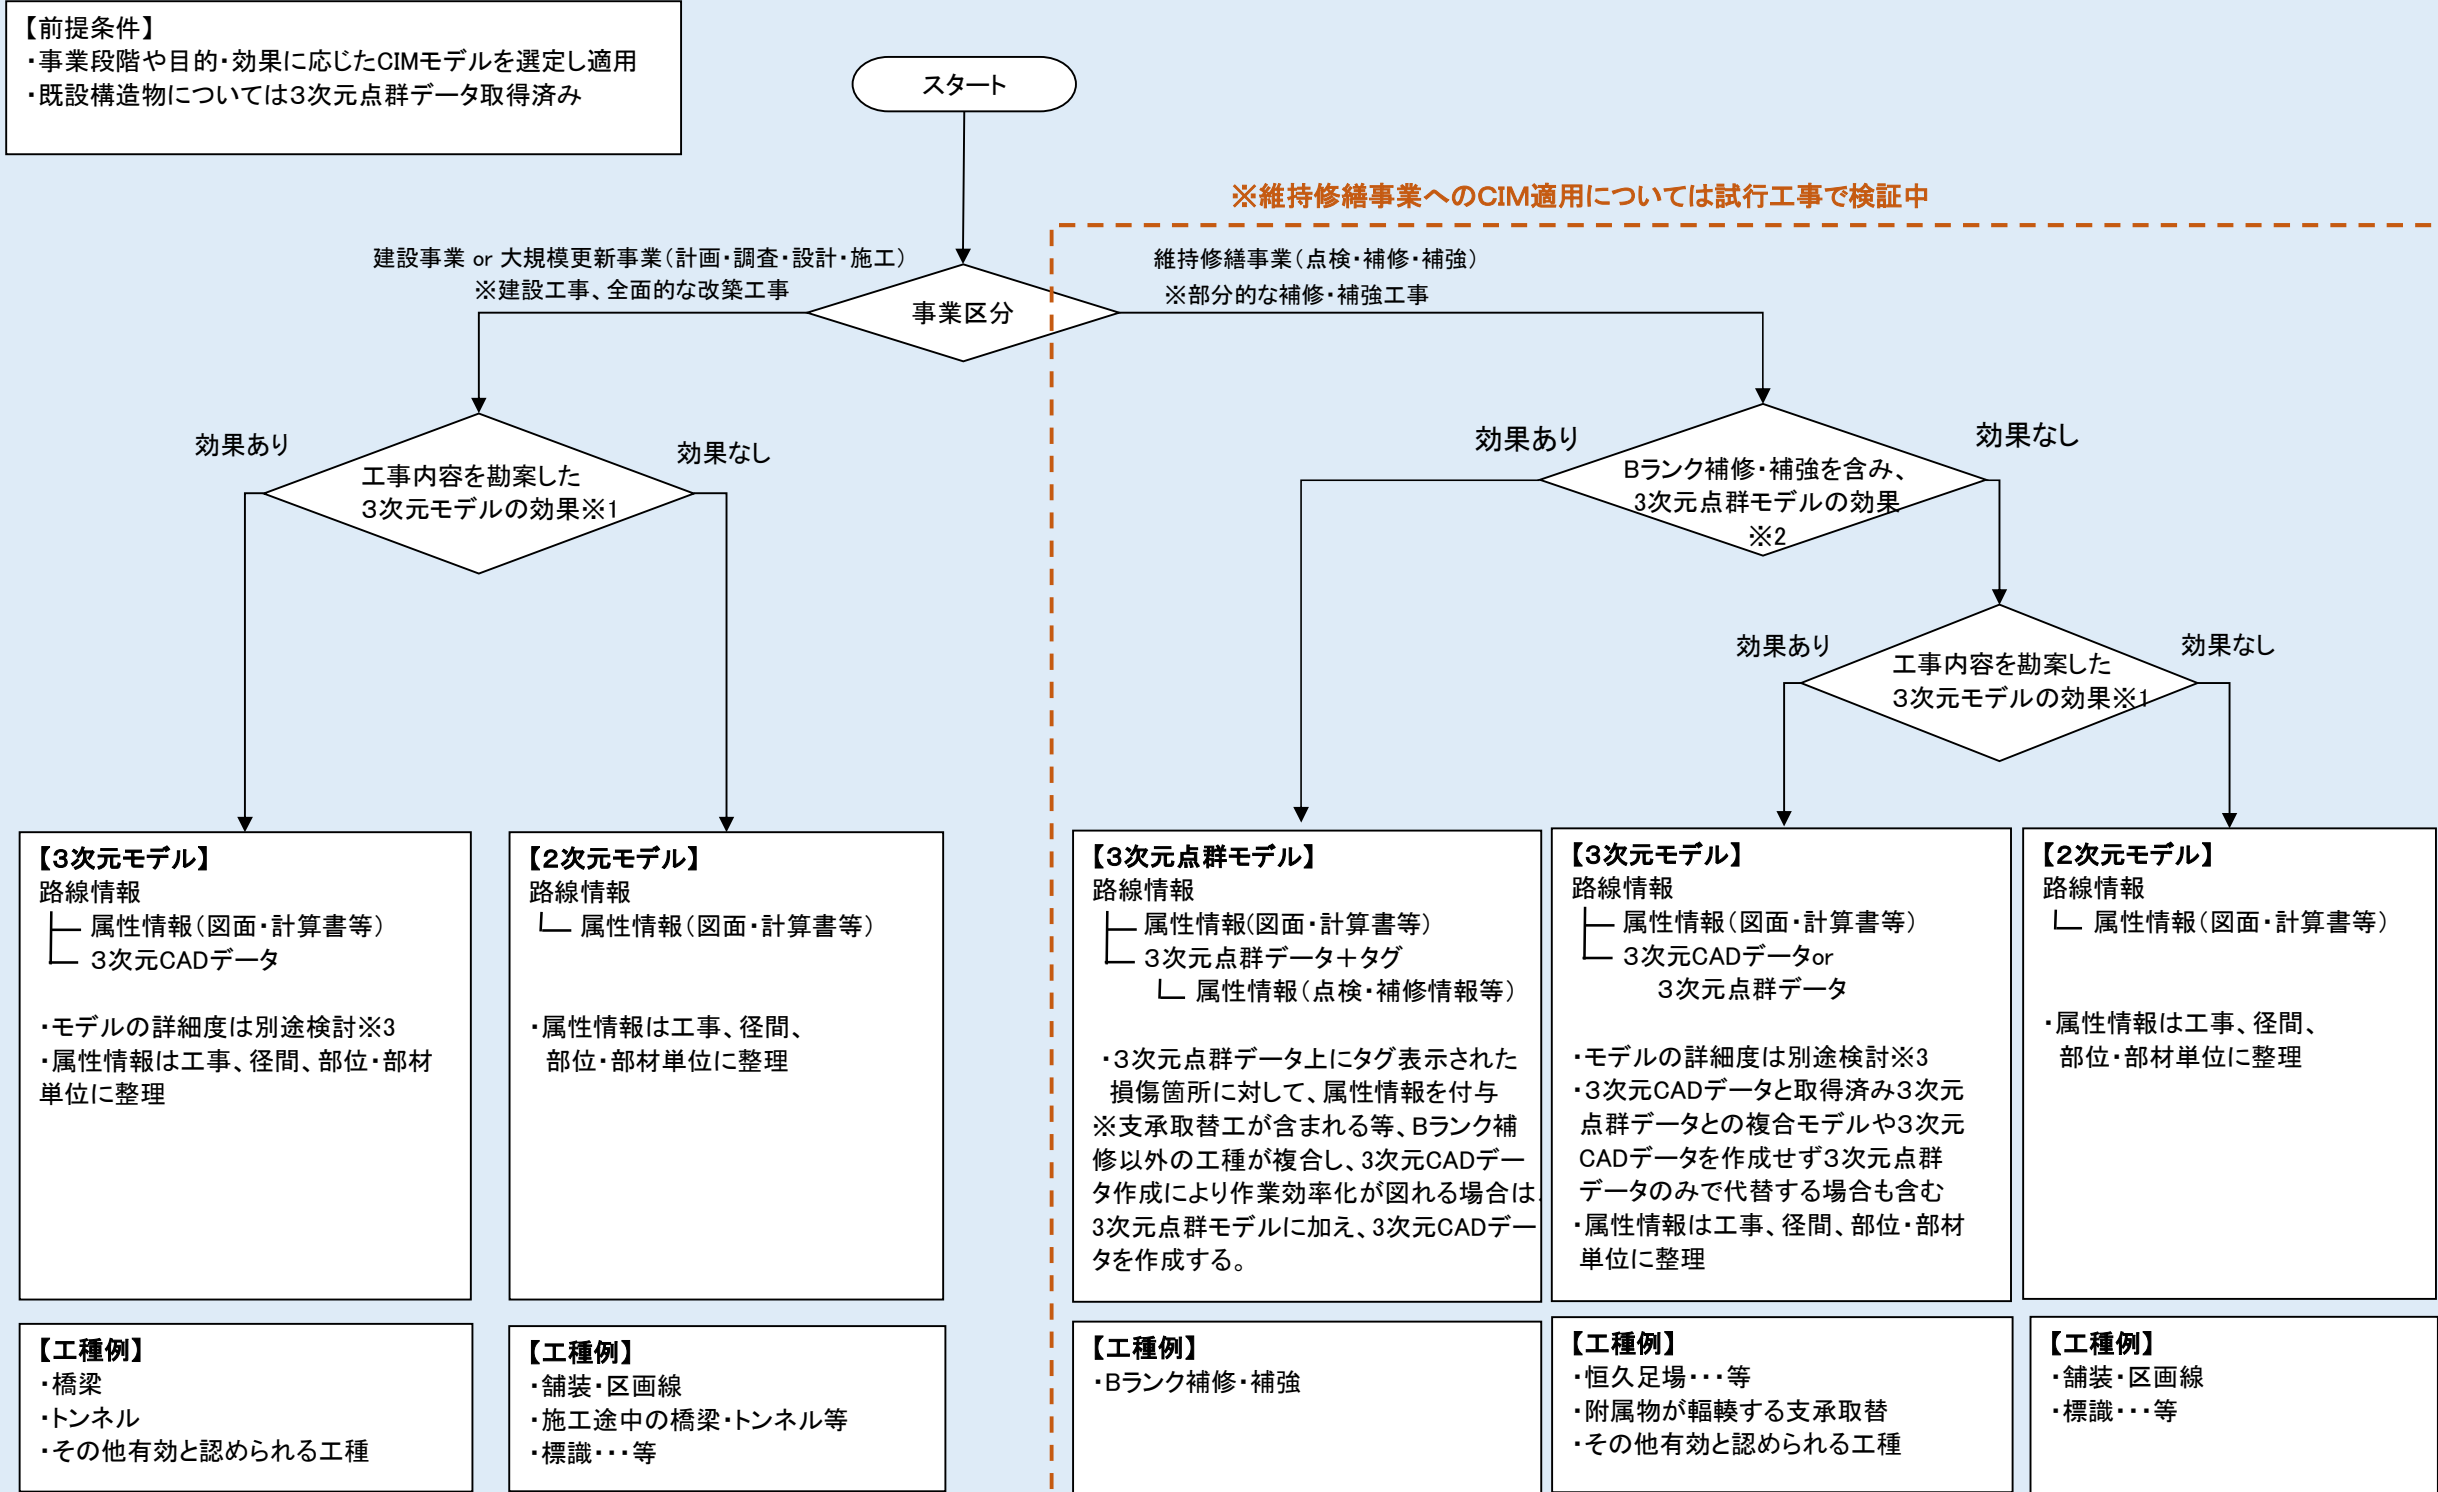 【前提条件】
・事業段階や目的・効果に応じたCIMモデルを選定し適用
・既設構造物については３次元点群データ取得済み
スタート
※維持修繕事業へのCIM適用については試行工事で検証中
建設事業 or 大規模更新事業（計画・調査・設計・施工）
※建設工事、全面的な改築工事
維持修繕事業（点検・補修・補強）
※部分的な補修・補強工事
事業区分
効果あり
効果なし
工事内容を勘案した
３次元モデルの効果※1
効果あり
効果なし
Bランク補修・補強を含み、
3次元点群モデルの効果
※2
効果あり
効果なし
工事内容を勘案した
３次元モデルの効果※1
【３次元モデル】
路線情報
属性情報（図面・計算書等）
３次元CADデータ
・モデルの詳細度は別途検討※3
・属性情報は工事、径間、部位・部材
単位に整理
【２次元モデル】
路線情報
属性情報（図面・計算書等）
・属性情報は工事、径間、
部位・部材単位に整理
【３次元点群モデル】
路線情報
属性情報(図面・計算書等）
３次元点群データ＋タグ
属性情報（点検・補修情報等）
・３次元点群データ上にタグ表示された
損傷箇所に対して、属性情報を付与
※支承取替工が含まれる等、Bランク補
修以外の工種が複合し、3次元CADデー
タ作成により作業効率化が図れる場合は、
3次元点群モデルに加え、3次元CADデー
タを作成する。
【３次元モデル】
路線情報
属性情報（図面・計算書等）
３次元CADデータor
３次元点群データ
・モデルの詳細度は別途検討※3
・３次元CADデータと取得済み３次元
点群データとの複合モデルや３次元
CADデータを作成せず３次元点群
データのみで代替する場合も含む
・属性情報は工事、径間、部位・部材
単位に整理
【２次元モデル】
路線情報
属性情報（図面・計算書等）
・属性情報は工事、径間、
部位・部材単位に整理
【工種例】
・橋梁
・トンネル
・その他有効と認められる工種
【工種例】
・舗装・区画線
・施工途中の橋梁・トンネル等
・標識・・・等
【工種例】
・Bランク補修・補強
【工種例】
・恒久足場・・・等
・附属物が輻輳する支承取替
・その他有効と認められる工種
【工種例】
・舗装・区画線
・標識・・・等